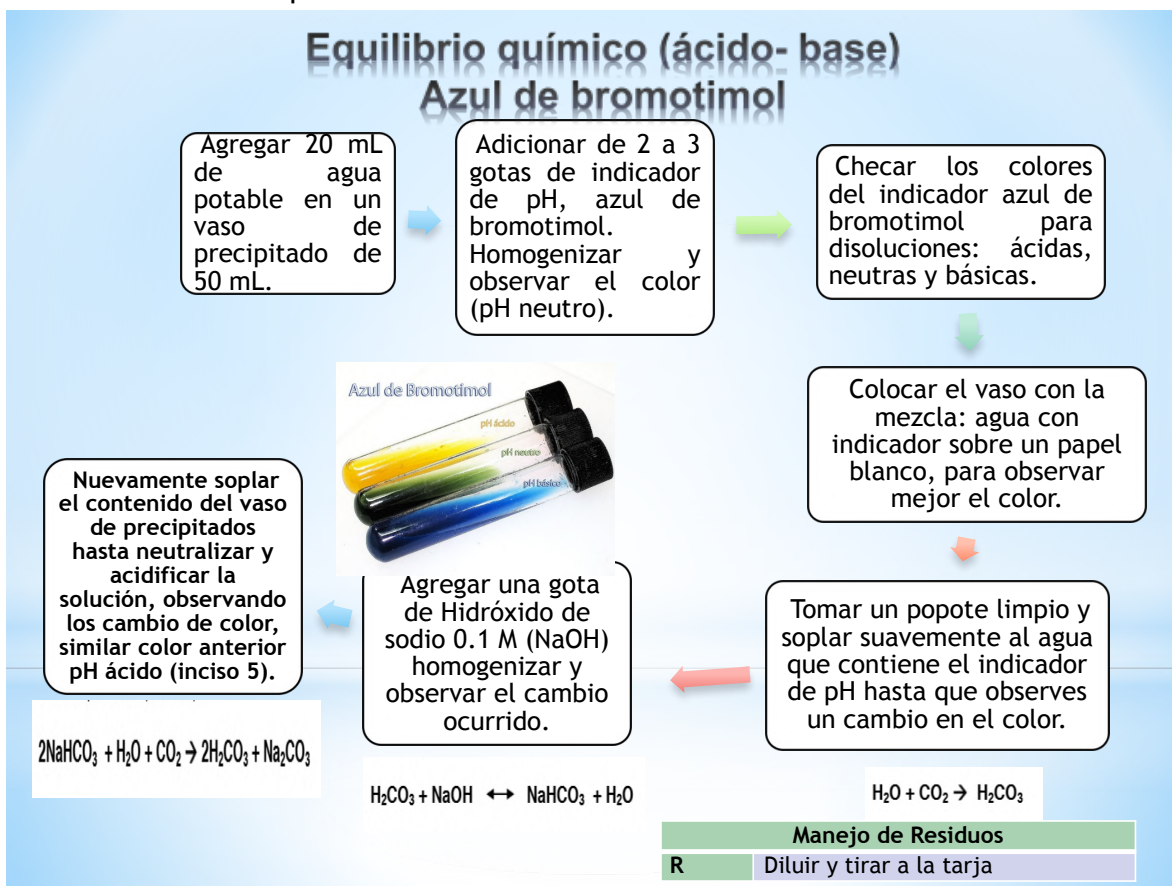 Equilibrio químico (ácido- base)
Azul de bromotimol
Agregar 20 mL
de agua
potable en un
vaso de
precipitado de
50 mL.
Adicionar de 2 a 3
gotas de indicador
de pH, azul de
bromotimol.
Homogenizar y
observar el color
(pH neutro).
Checar los colores
del indicador azul de
bromotimol para
disoluciones: ácidas,
neutras y básicas.
Colocar el vaso con la
mezcla: agua con
indicador sobre un papel
blanco, para observar
mejor el color.
Tomar un popote limpio y
soplar suavemente al agua
que contiene el indicador
de pH hasta que observes
un cambio en el color.
H₂O + CO₂ → H₂CO₃
Azul de Bromotimol
pH ácido
pH neutro
pH básico
Agregar una gota
de Hidróxido de
sodio 0.1 M (NaOH)
homogenizar y
observar el cambio
ocurrido.
H₂CO₃ + NaOH ↔ NaHCO₃ + H₂O
Nuevamente soplar
el contenido del vaso
de precipitados
hasta neutralizar y
acidificar la
solución, observando
los cambio de color,
similar color anterior
pH ácido (inciso 5).
2NaHCO₃ + H₂O + CO₂ → 2H₂CO₃ + Na₂CO₃
Manejo de Residuos
R Diluir y tirar a la tarja